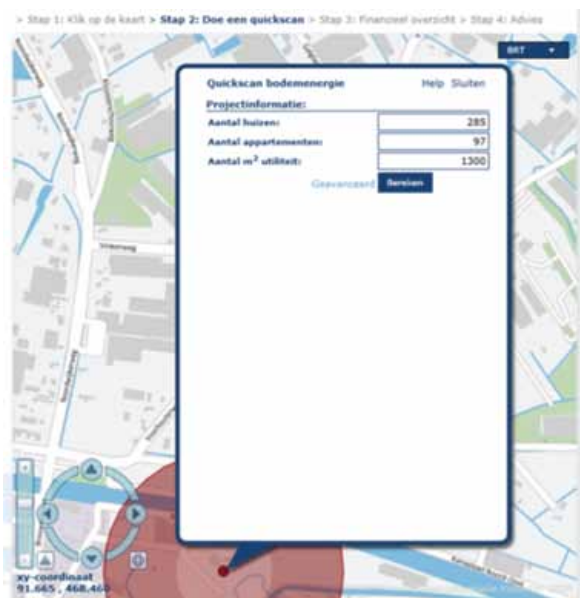 > Stap 1: Klik op de kaart > Stap 2: Doe een quickscan > Stap 3: Financieel overzicht > Stap 4: Advies
BRT
Quickscan bodemenergie Help Sluiten
Projectinformatie:
Aantal huizen: 285
Aantal appartementen: 97
Aantal m² utiliteit: 1300
Geavanceerd Bereken
xy-coordinaat
91.665 , 468.460